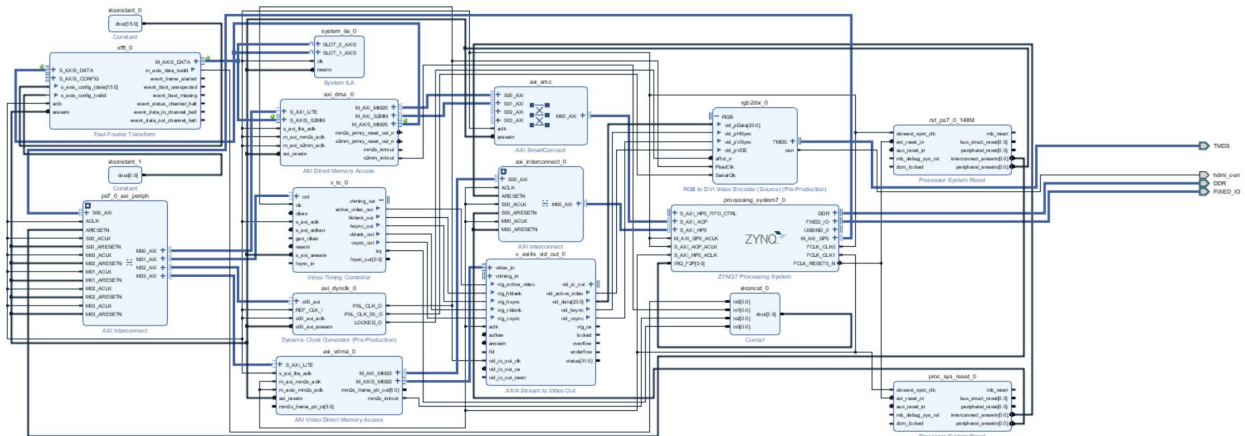 xlconstant_0
dout[15:0]
Constant
xfft_0
S_AXIS_DATA
S_AXIS_CONFIG
s_axis_config_tdata[15:0]
s_axis_config_tvalid
aclk
aresetn
M_AXIS_DATA
m_axis_data_tvalid
event_frame_started
event_tlast_unexpected
event_tlast_missing
event_status_channel_halt
event_data_in_channel_halt
event_data_out_channel_halt
Fast Fourier Transform
xlconstant_1
dout[0:0]
Constant
ps7_0_axi_periph
S00_AXI
ACLK
ARESETN
S00_ACLK
S00_ARESETN
M00_ACLK
M00_ARESETN
M01_ACLK
M01_ARESETN
M02_ACLK
M02_ARESETN
M03_ACLK
M03_ARESETN
M00_AXI
M01_AXI
M02_AXI
M03_AXI
AXI Interconnect
system_ila_0
SLOT_0_AXIS
SLOT_1_AXIS
clk
resetn
System ILA
axi_dma_0
S_AXI_LITE
S_AXIS_S2MM
s_axi_lite_aclk
m_axi_mm2s_aclk
m_axi_s2mm_aclk
axi_resetn
M_AXI_MM2S
M_AXI_S2MM
M_AXIS_MM2S
mm2s_prmry_reset_out_n
s2mm_prmry_reset_out_n
mm2s_introut
s2mm_introut
AXI Direct Memory Access
v_tc_0
ctrl
clk
clken
s_axi_aclk
s_axi_aclken
gen_clken
resetn
s_axi_aresetn
fsync_in
vtiming_out
active_video_out
hblank_out
hsync_out
vblank_out
vsync_out
irq
fsync_out[0:0]
Video Timing Controller
axi_dynclk_0
s00_axi
REF_CLK_I
s00_axi_aclk
s00_axi_aresetn
PXL_CLK_O
PXL_CLK_5X_O
LOCKED_O
Dynamic Clock Generator (Pre-Production)
axi_vdma_0
S_AXI_LITE
s_axi_lite_aclk
m_axi_mm2s_aclk
m_axis_mm2s_aclk
axi_resetn
mm2s_frame_ptr_in[5:0]
M_AXI_MM2S
M_AXIS_MM2S
mm2s_frame_ptr_out[5:0]
mm2s_introut
AXI Video Direct Memory Access
axi_smc
S00_AXI
S01_AXI
S02_AXI
S03_AXI
aclk
aresetn
M00_AXI
AXI SmartConnect
axi_interconnect_0
S00_AXI
ACLK
ARESETN
S00_ACLK
S00_ARESETN
M00_ACLK
M00_ARESETN
M00_AXI
AXI Interconnect
v_axi4s_vid_out_0
video_in
vtiming_in
vtg_active_video
vtg_hblank
vtg_hsync
vtg_vblank
vtg_vsync
aclk
aclken
aresetn
fid
vid_io_out_clk
vid_io_out_ce
vid_io_out_reset
vid_io_out
vid_active_video
vid_data[23:0]
vid_hsync
vid_vsync
vtg_ce
locked
overflow
underflow
status[31:0]
AXI4-Stream to Video Out
rgb2dvi_0
RGB
vid_pData[23:0]
vid_pHSync
vid_pVSync
vid_pVDE
aRst_n
PixelClk
SerialClk
TMDS
oen
RGB to DVI Video Encoder (Source) (Pre-Production)
processing_system7_0
S_AXI_HP0_FIFO_CTRL
S_AXI_ACP
S_AXI_HP0
M_AXI_GP0_ACLK
S_AXI_ACP_ACLK
S_AXI_HP0_ACLK
IRQ_F2P[3:0]
ZYNQ
DDR
FIXED_IO
USBIND_0
M_AXI_GP0
FCLK_CLK0
FCLK_CLK1
FCLK_RESET0_N
ZYNQ7 Processing System
xlconcat_0
In0[0:0]
In1[0:0]
In2[0:0]
In3[0:0]
dout[3:0]
Concat
rst_ps7_0_148M
slowest_sync_clk
ext_reset_in
aux_reset_in
mb_debug_sys_rst
dcm_locked
mb_reset
bus_struct_reset[0:0]
peripheral_reset[0:0]
interconnect_aresetn[0:0]
peripheral_aresetn[0:0]
Processor System Reset
proc_sys_reset_0
slowest_sync_clk
ext_reset_in
aux_reset_in
mb_debug_sys_rst
dcm_locked
mb_reset
bus_struct_reset[0:0]
peripheral_reset[0:0]
interconnect_aresetn[0:0]
peripheral_aresetn[0:0]
Processor System Reset
TMDS
hdmi_oen
DDR
FIXED_IO